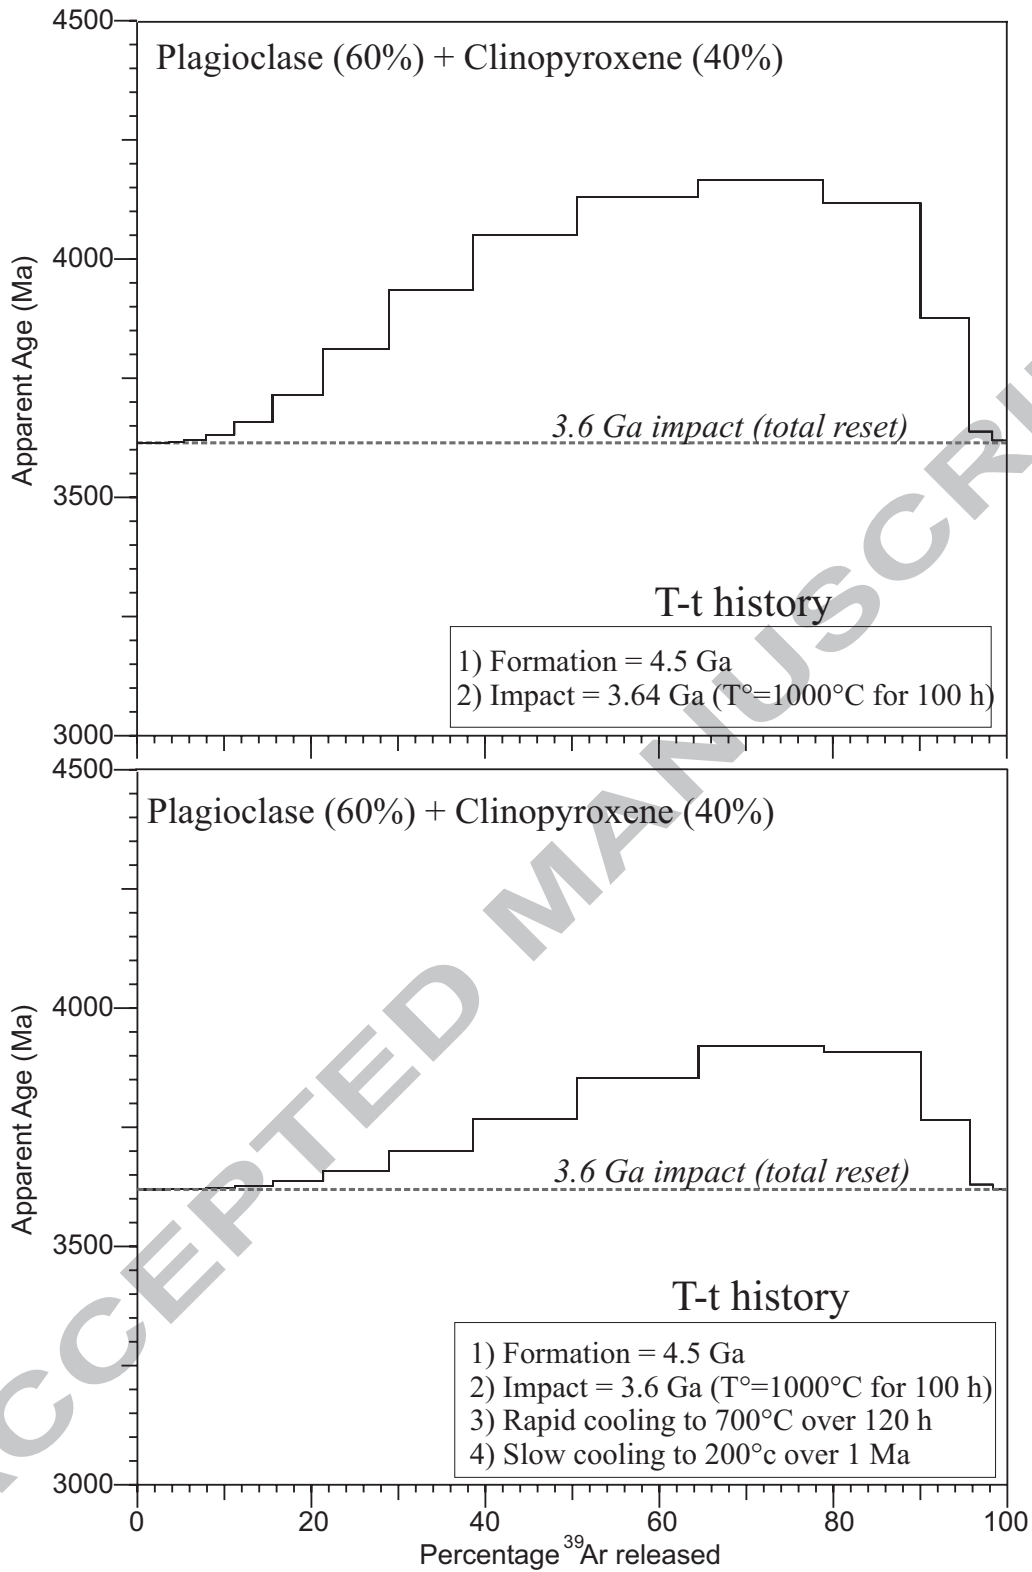 4500
Plagioclase (60%) + Clinopyroxene (40%)
4000
Apparent Age (Ma)
3.6 Ga impact (total reset)
3500
T-t history
1) Formation = 4.5 Ga
2) Impact = 3.64 Ga (T°=1000°C for 100 h)
3000
4500
Plagioclase (60%) + Clinopyroxene (40%)
4000
Apparent Age (Ma)
3.6 Ga impact (total reset)
3500
T-t history
1) Formation = 4.5 Ga
2) Impact = 3.6 Ga (T°=1000°C for 100 h)
3) Rapid cooling to 700°C over 120 h
4) Slow cooling to 200°c over 1 Ma
3000
0 20 40 60 80 100
Percentage ³⁹Ar released
ACCEPTED MANUSCRI